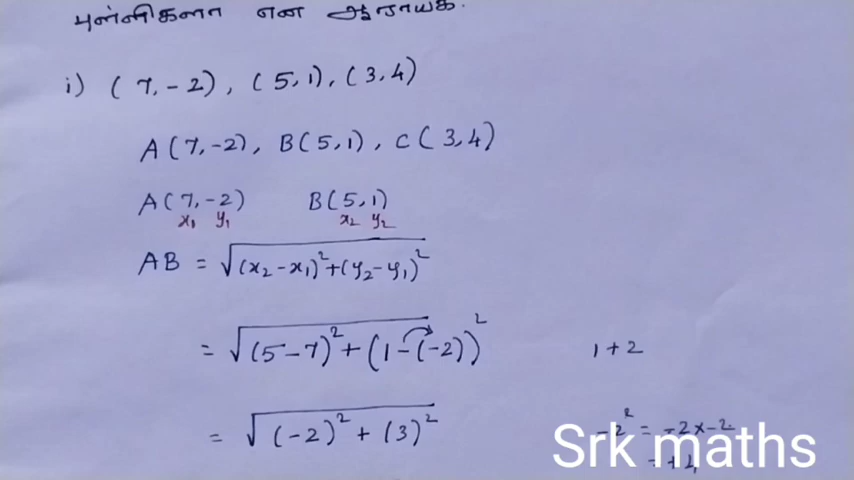 புள்ளிகளா என ஆராய்க.
i) (7,-2), (5,1), (3,4)
A(7,-2), B(5,1), C(3,4)
A(7,-2) B(5,1)
x₁ y₁ x₂ y₂
AB = √(x₂-x₁)²+(y₂-y₁)²
= √(5-7)²+(1-(-2))² 1+2
= √(-2)²+(3)² -2² = -2x-2
= +4
Srk maths